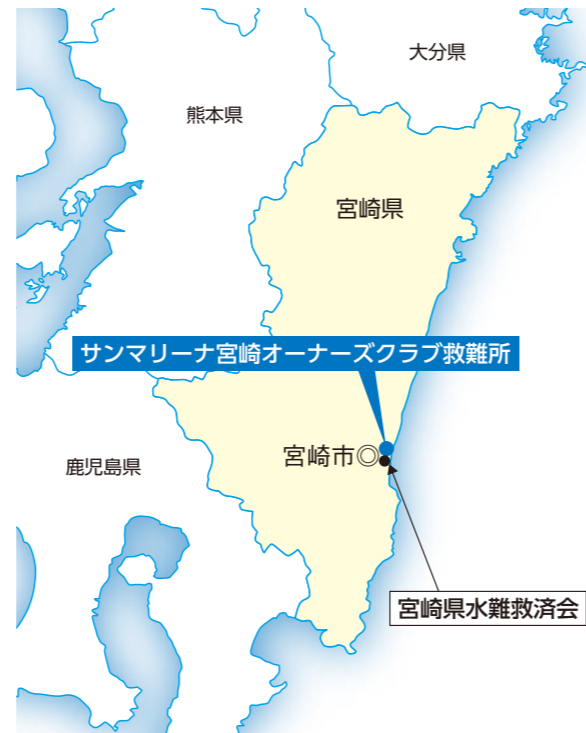 大分県
熊本県
宮崎県
サンマリーナ宮崎オーナーズクラブ救難所
宮崎市◎
鹿児島県
宮崎県水難救済会